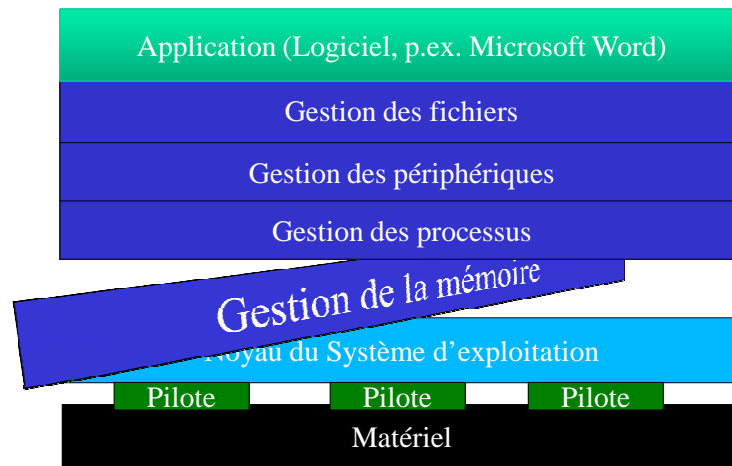 Application (Logiciel, p.ex. Microsoft Word)
Gestion des fichiers
Gestion des périphériques
Gestion des processus
Gestion de la mémoire
Noyau du Système d’exploitation
Pilote Pilote Pilote
Matériel